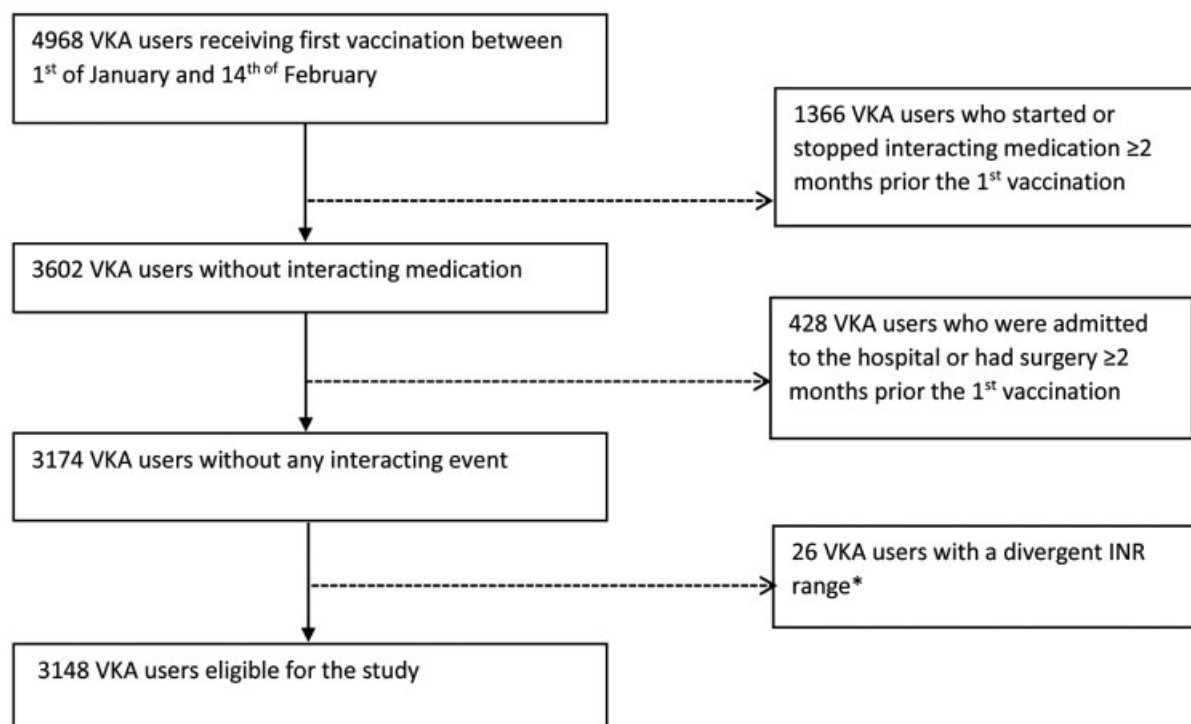 4968 VKA users receiving first vaccination between
1st of January and 14th of February
1366 VKA users who started or
stopped interacting medication ≥2
months prior the 1st vaccination
3602 VKA users without interacting medication
428 VKA users who were admitted
to the hospital or had surgery ≥2
months prior the 1st vaccination
3174 VKA users without any interacting event
26 VKA users with a divergent INR
range*
3148 VKA users eligible for the study